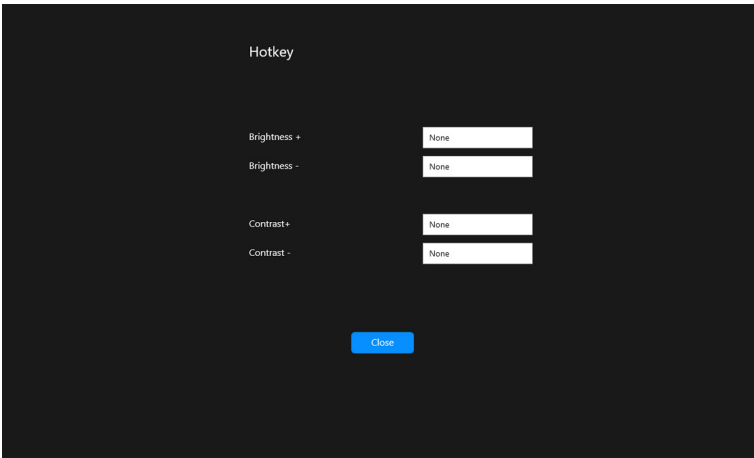 Hotkey
Brightness + None
Brightness - None
Contrast+ None
Contrast - None
Close